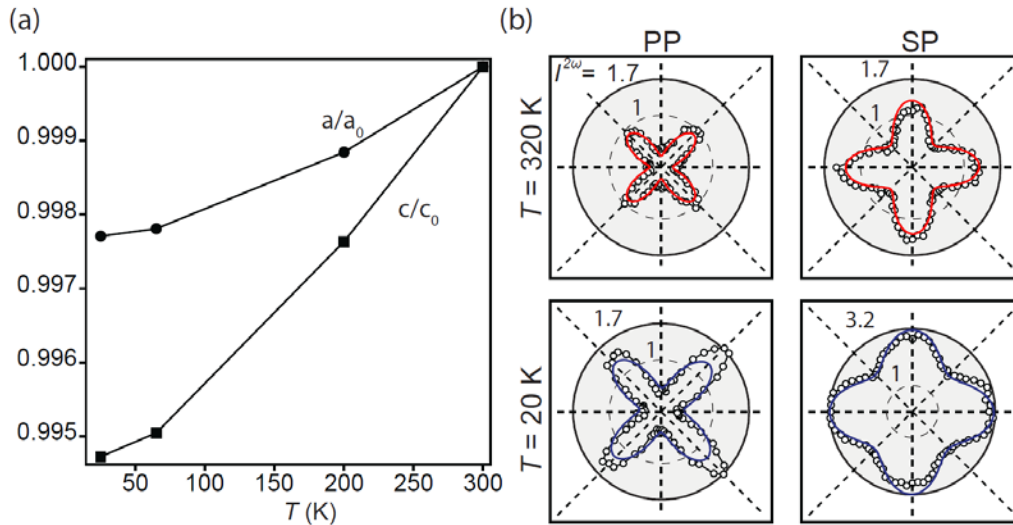 (a)
1.000
0.999
0.998
0.997
0.996
0.995
a/a0
c/c0
50
100
150
200
250
300
T (K)
(b)
PP
SP
T = 320 K
I2ω= 1.7
1
1.7
1
T = 20 K
1.7
1
3.2
1